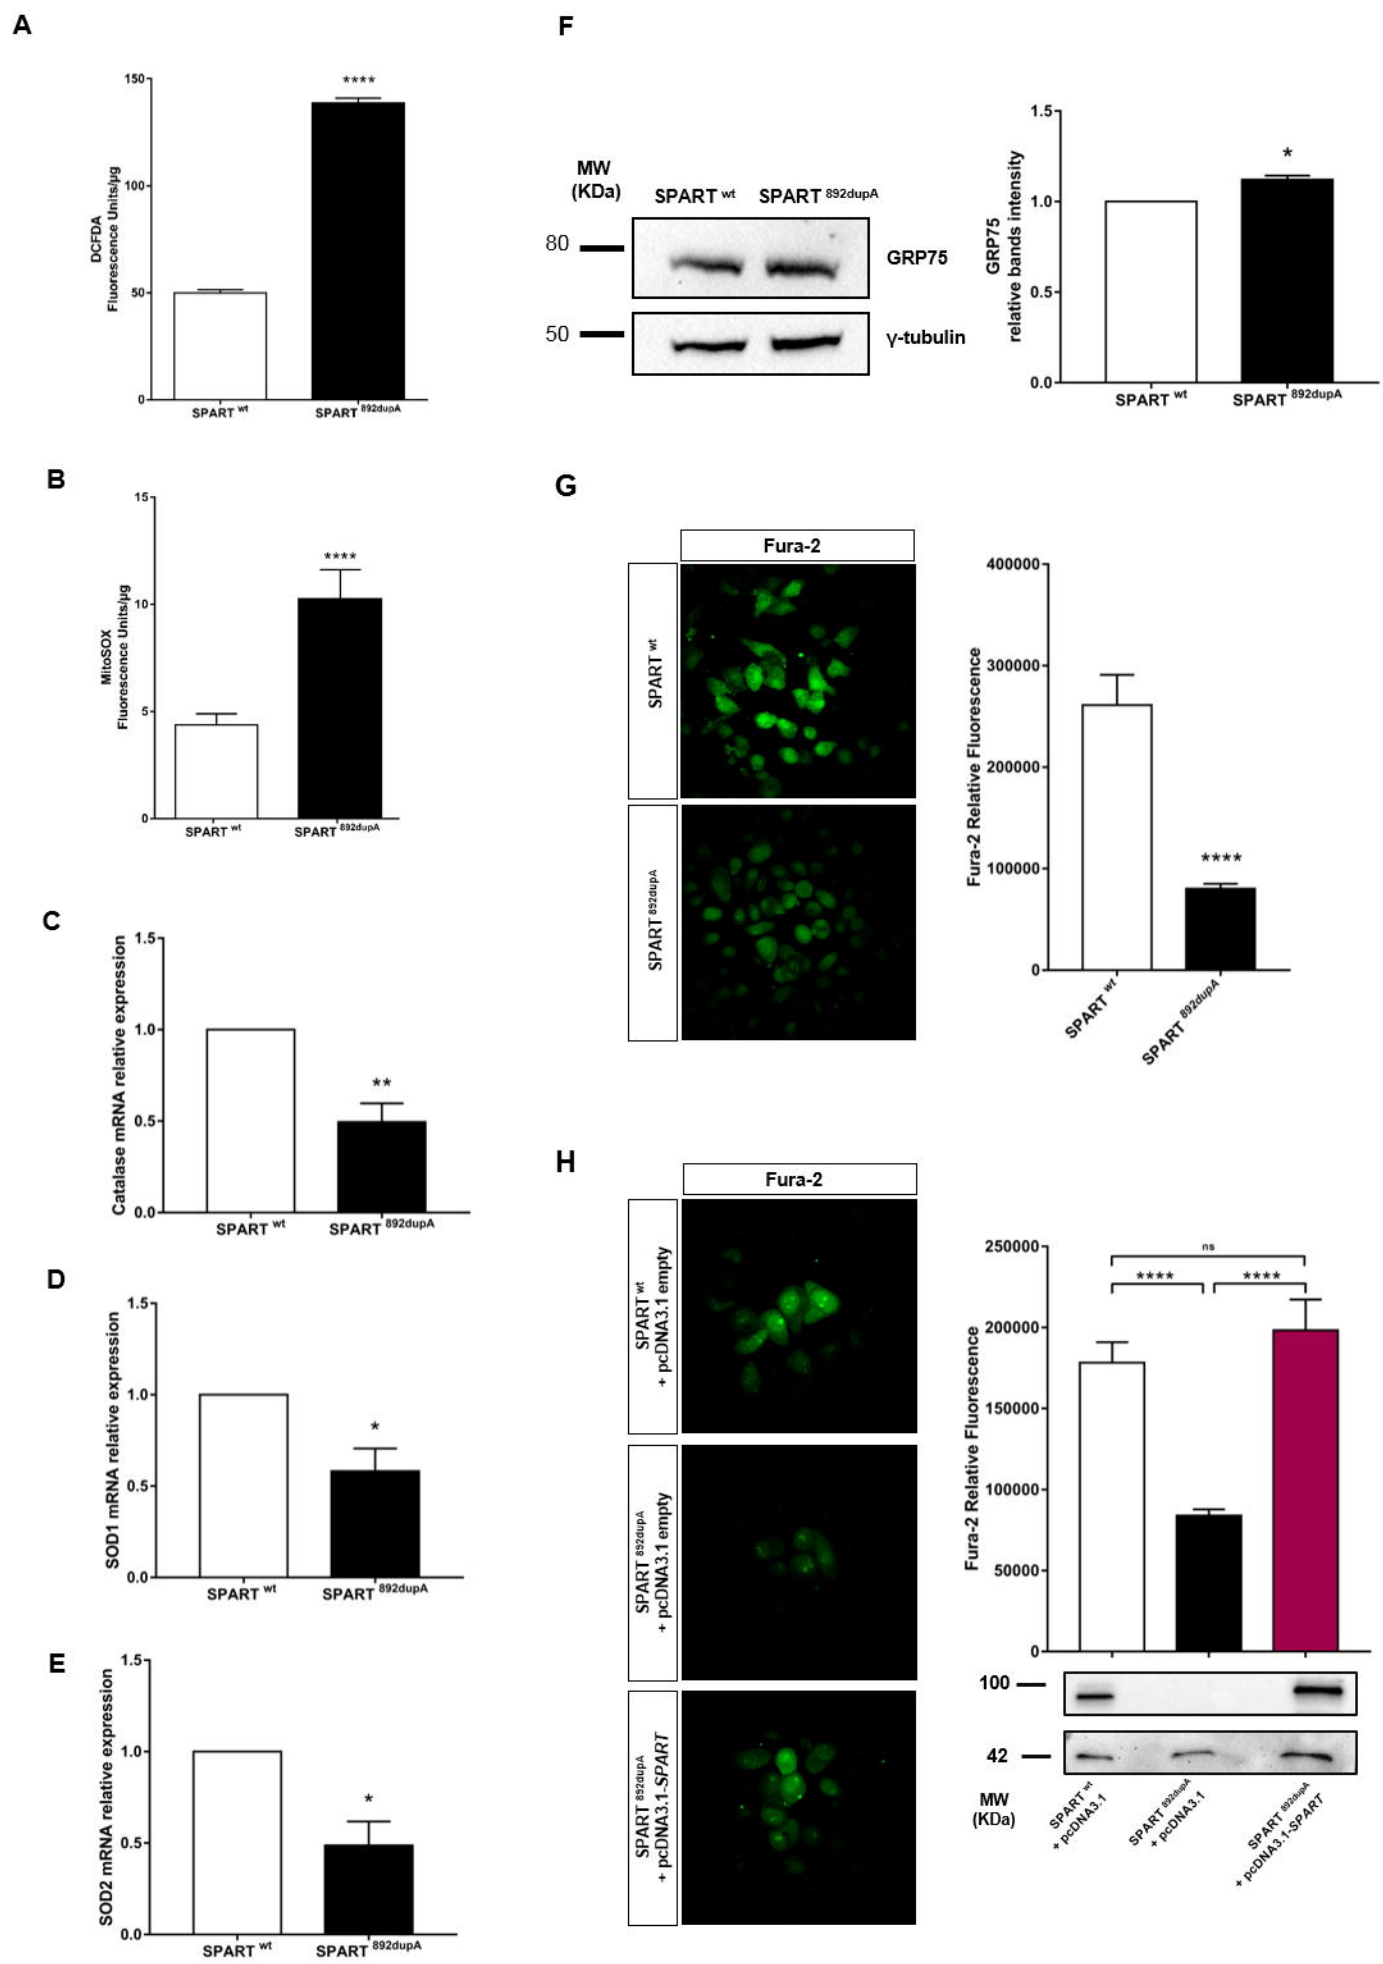 A
150
100
50
0
DCFDA
Fluorescence Units/µg
****
SPART wt
SPART 892dupA
B
15
10
5
0
MitoSOX
Fluorescence Units/µg
****
SPART wt
SPART 892dupA
C
1.5
1.0
0.5
0.0
Catalase mRNA relative expression
**
SPART wt
SPART 892dupA
D
1.5
1.0
0.5
0.0
SOD1 mRNA relative expression
*
SPART wt
SPART 892dupA
E
1.5
1.0
0.5
0.0
SOD2 mRNA relative expression
*
SPART wt
SPART 892dupA
F
MW
(KDa)
SPART wt
SPART 892dupA
80
GRP75
50
γ-tubulin
1.5
1.0
0.5
0.0
GRP75
relative bands intensity
*
SPART wt
SPART 892dupA
G
Fura-2
SPART wt
SPART 892dupA
400000
300000
200000
100000
0
Fura-2 Relative Fluorescence
****
SPART wt
SPART 892dupA
H
Fura-2
SPART wt
+ pcDNA3.1 empty
SPART 892dupA
+ pcDNA3.1 empty
SPART 892dupA
+ pcDNA3.1-SPART
250000
200000
150000
100000
50000
0
Fura-2 Relative Fluorescence
ns
****
****
100
42
MW
(KDa)
SPART wt
+ pcDNA3.1
SPART 892dupA
+ pcDNA3.1
SPART 892dupA
+ pcDNA3.1-SPART